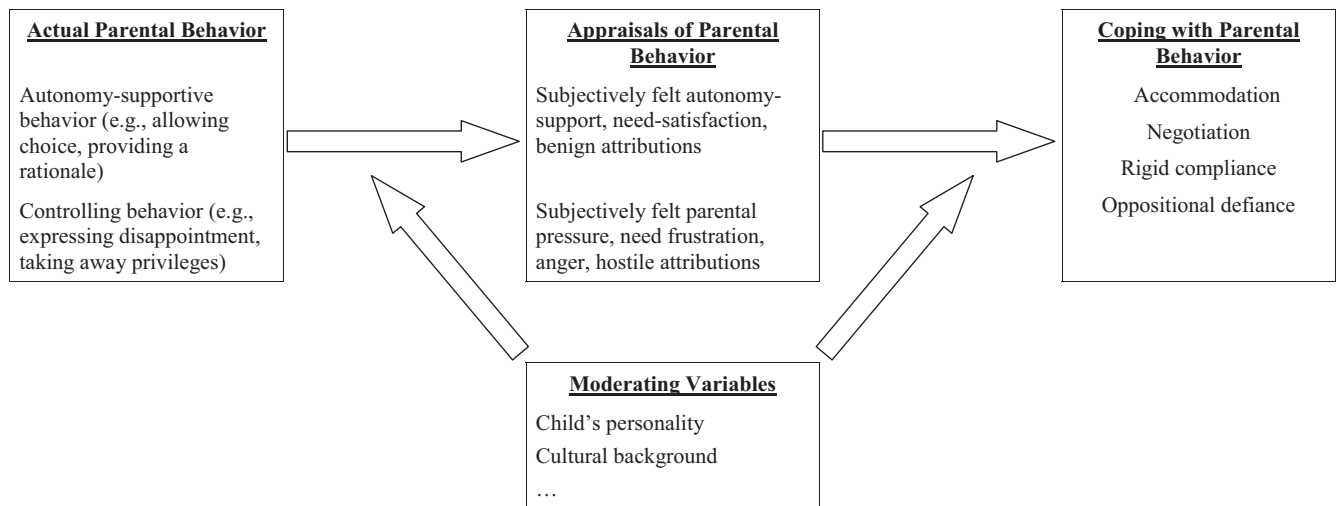 Actual Parental Behavior
Autonomy-supportive
behavior (e.g., allowing
choice, providing a
rationale)
Controlling behavior (e.g.,
expressing disappointment,
taking away privileges)
Appraisals of Parental
Behavior
Subjectively felt autonomy-
support, need-satisfaction,
benign attributions
Subjectively felt parental
pressure, need frustration,
anger, hostile attributions
Coping with Parental
Behavior
Accommodation
Negotiation
Rigid compliance
Oppositional defiance
Moderating Variables
Child’s personality
Cultural background
…